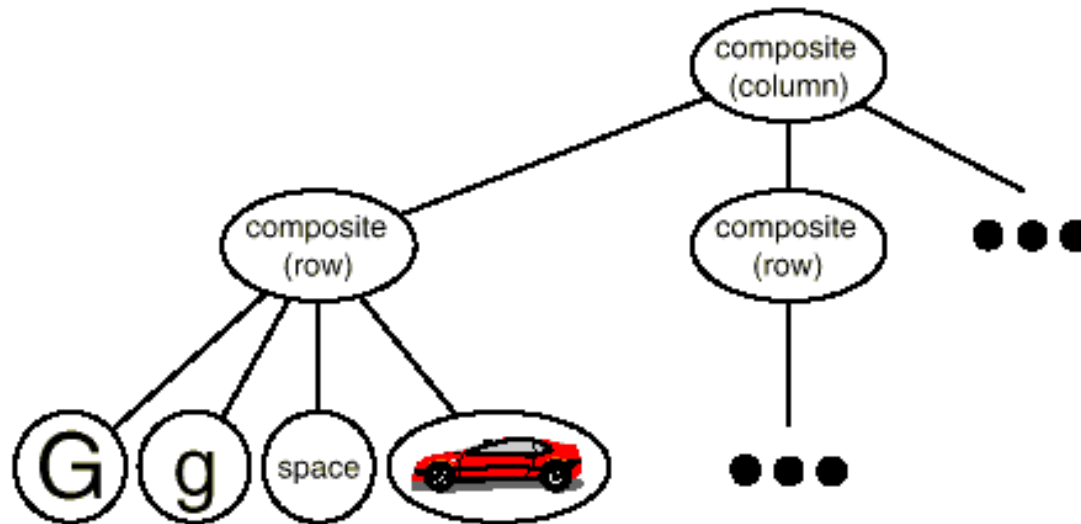 composite
(column)
composite
(row)
composite
(row)
G
g
space